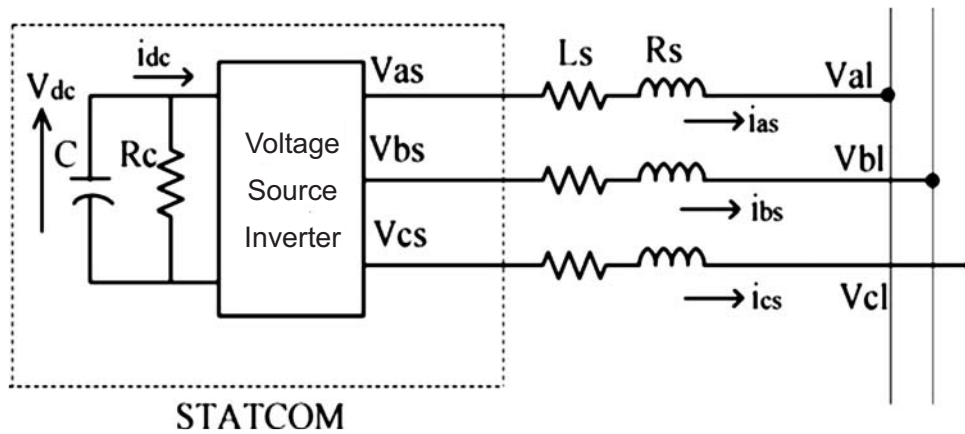 Vdc
idc
C
Rc
Voltage
Source
Inverter
Vas
Vbs
Vcs
Ls
Rs
ias
ibs
ics
Val
Vbl
Vcl
STATCOM